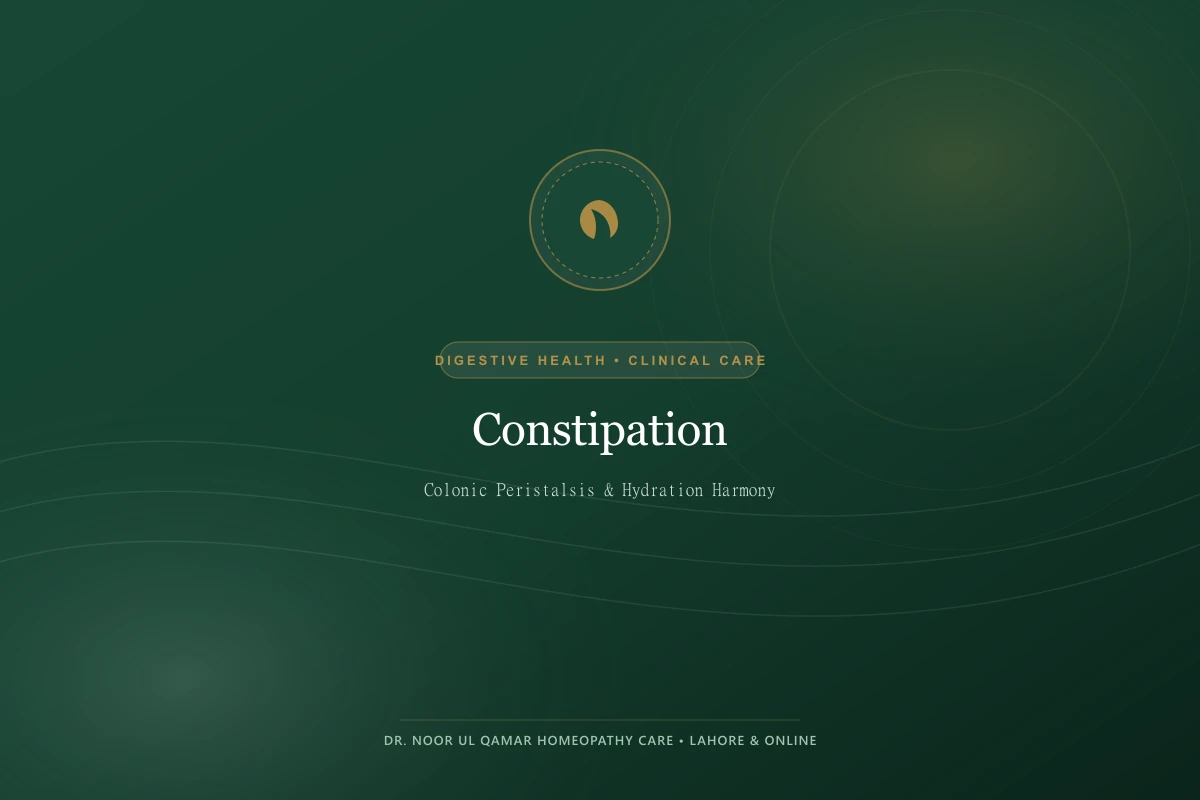 DIGESTIVE HEALTH • CLINICAL CARE
Constipation
Colonic Peristalsis & Hydration Harmony
DR. NOOR UL QAMAR HOMEOPATHY CARE • LAHORE & ONLINE